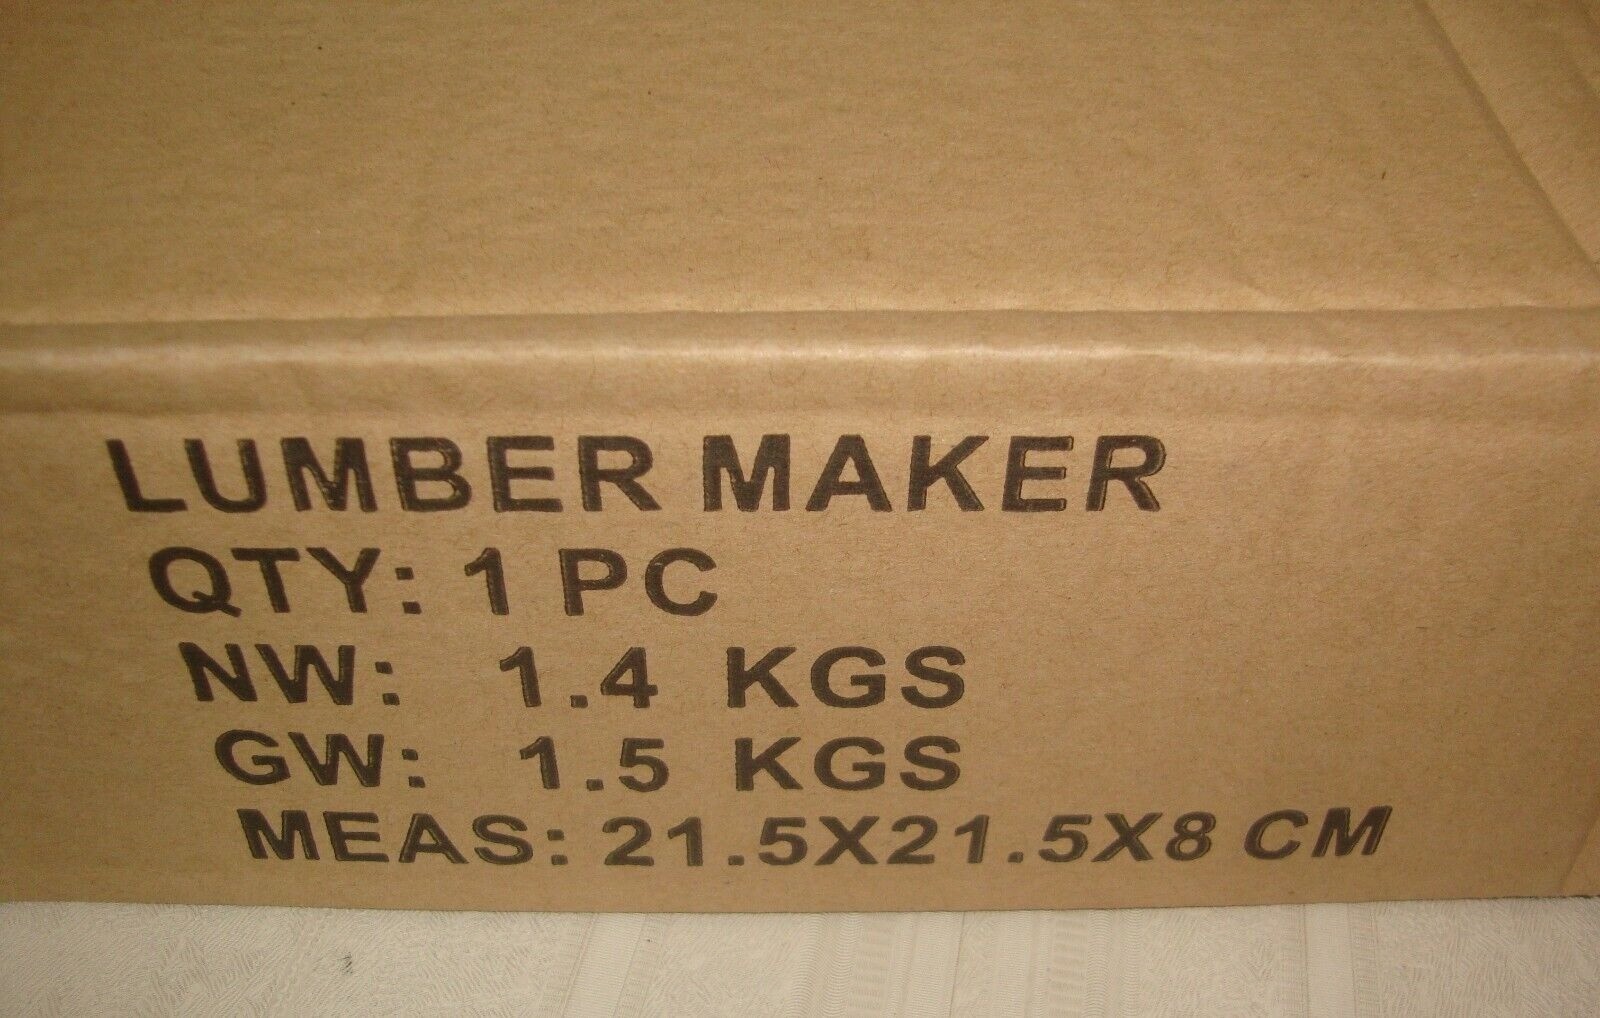 LUMBER MAKER
QTY: 1 PC
NW: 1.4 KGS
GW: 1.5 KGS
MEAS: 21.5X21.5X8 CM